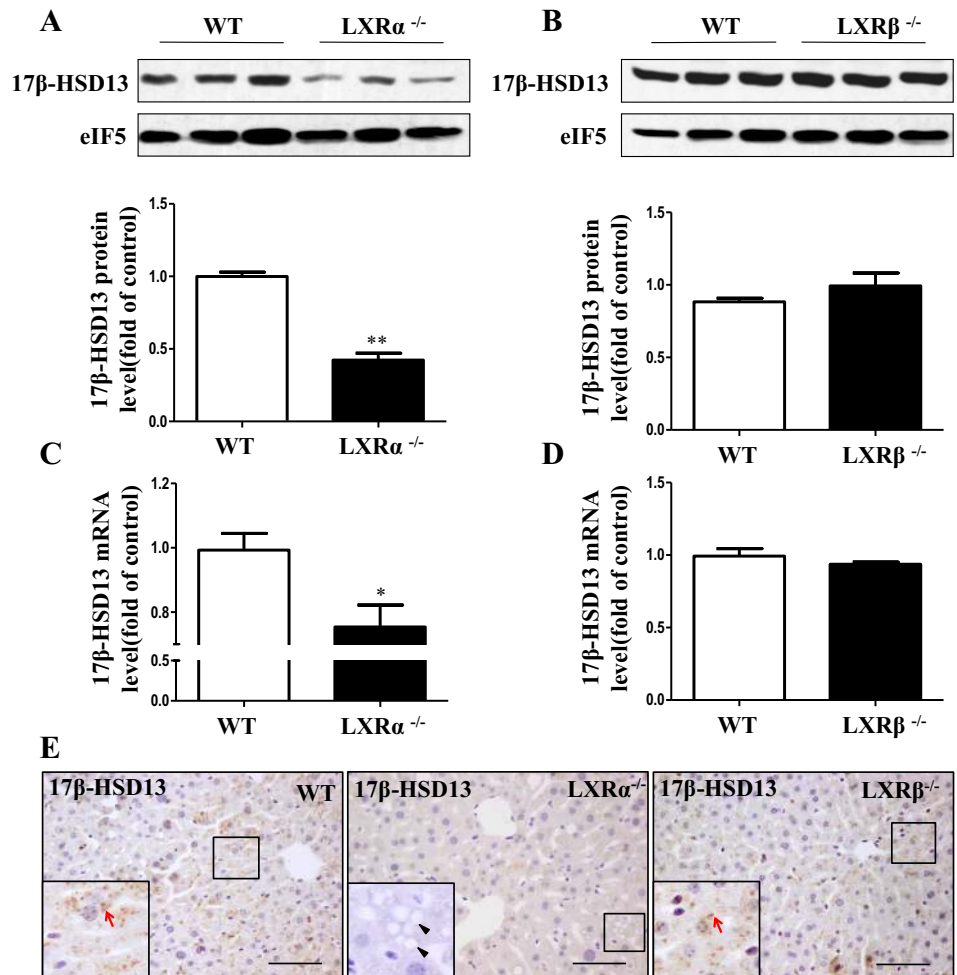 A
WT
LXRα -/-
17β-HSD13
eIF5
B
WT
LXRβ -/-
17β-HSD13
eIF5
17β-HSD13 protein
level(fold of control)
1.5
1.0
0.5
0.0
**
WT
LXRα -/-
17β-HSD13 protein
level(fold of control)
1.5
1.0
0.5
0.0
WT
LXRβ -/-
C
17β-HSD13 mRNA
level(fold of control)
1.2
1.0
0.8
0.5
0.0
*
WT
LXRα -/-
D
17β-HSD13 mRNA
level(fold of control)
1.5
1.0
0.5
0.0
WT
LXRβ -/-
E
17β-HSD13
WT
17β-HSD13
LXRα-/-
17β-HSD13
LXRβ-/-